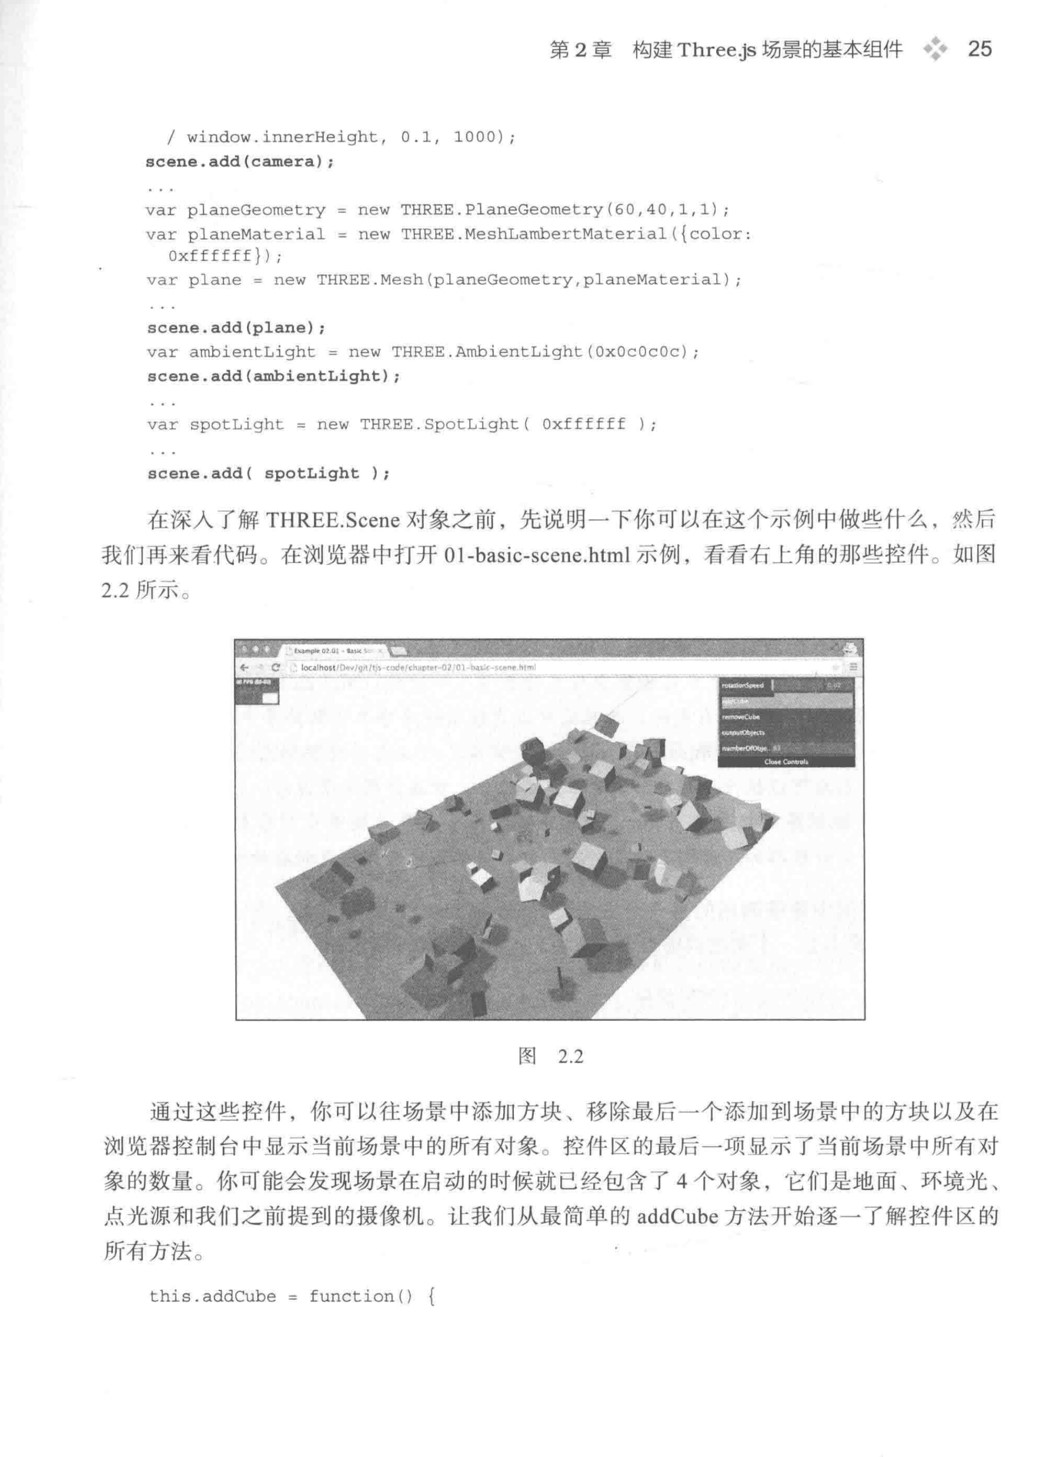 第 2 章 构建 Three.js 场景的基本组件 25
/ window.innerHeight, 0.1, 1000);
scene.add(camera);
...
var planeGeometry = new THREE.PlaneGeometry(60,40,1,1);
var planeMaterial = new THREE.MeshLambertMaterial({color:
0xffffff});
var plane = new THREE.Mesh(planeGeometry,planeMaterial);
...
scene.add(plane);
var ambientLight = new THREE.AmbientLight(0x0c0c0c);
scene.add(ambientLight);
...
var spotLight = new THREE.SpotLight( 0xffffff );
...
scene.add( spotLight );
在深入了解 THREE.Scene 对象之前，先说明一下你可以在这个示例中做些什么，然后
我们再来看代码。在浏览器中打开 01-basic-scene.html 示例，看看右上角的那些控件。如图
2.2 所示。
Example 02.01 - Basic
localhost/Dev/git/tjs-code/chapter-02/01-basic-scene.html
rotationSpeed
addCube
removeCube
outputObjects
numberOfObje..
Close Controls
图 2.2
通过这些控件，你可以往场景中添加方块、移除最后一个添加到场景中的方块以及在
浏览器控制台中显示当前场景中的所有对象。控件区的最后一项显示了当前场景中所有对
象的数量。你可能会发现场景在启动的时候就已经包含了 4 个对象，它们是地面、环境光、
点光源和我们之前提到的摄像机。让我们从最简单的 addCube 方法开始逐一了解控件区的
所有方法。
this.addCube = function() {